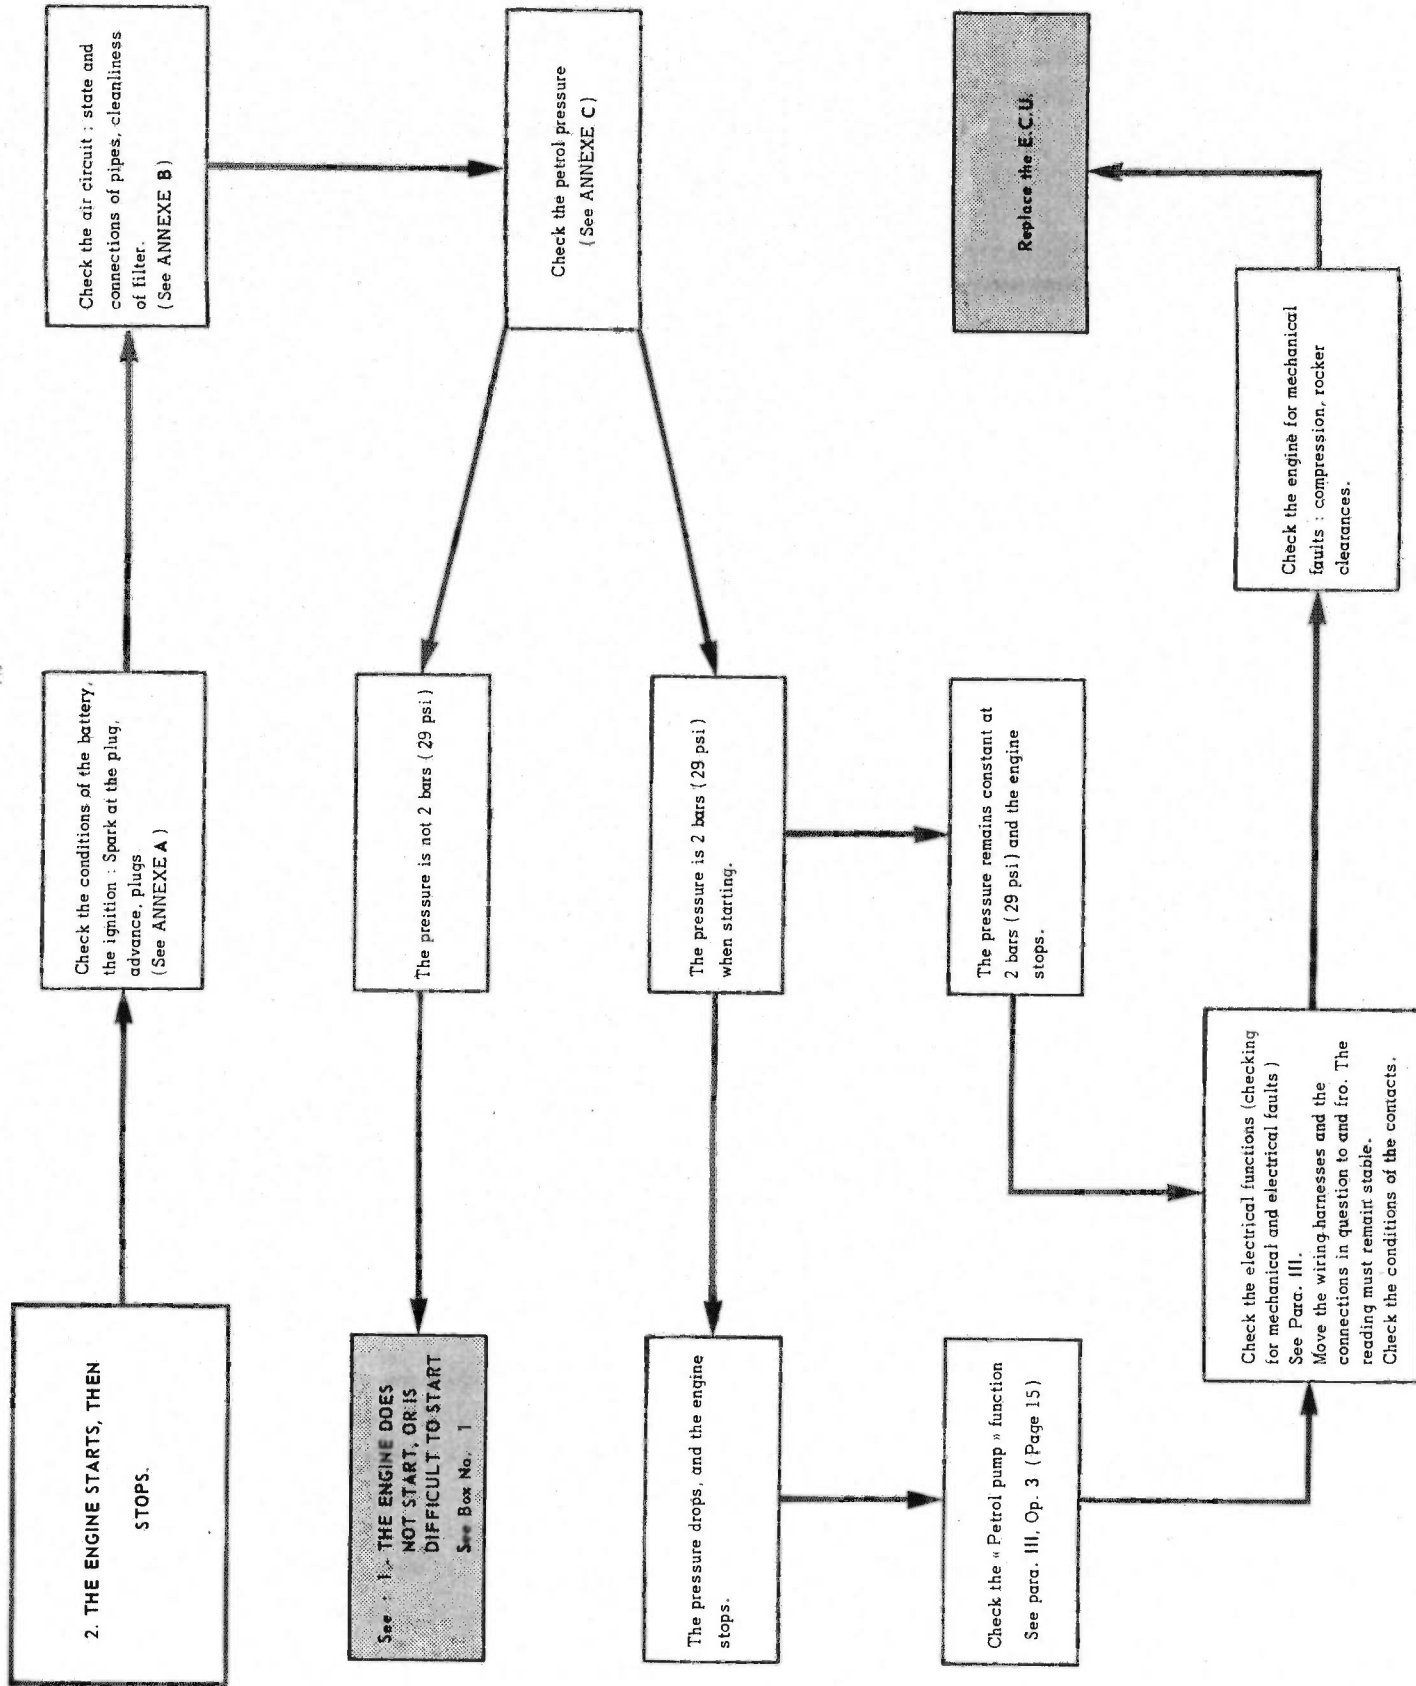 2. THE ENGINE STARTS, THEN
STOPS.
Check the conditions of the battery,
the ignition : Spark at the plug,
advance, plugs
(See ANNEXE A)
Check the air circuit : state and
connections of pipes, cleanliness
of filter.
(See ANNEXE B)
Check the petrol pressure
(See ANNEXE C)
The pressure is not 2 bars (29 psi)
See : 1.- THE ENGINE DOES
NOT START, OR IS
DIFFICULT TO START
See Box No. 1
The pressure is 2 bars (29 psi)
when starting.
The pressure drops, and the engine
stops.
Check the « Petrol pump » function
See para. III, Op. 3 (Page 15)
The pressure remains constant at
2 bars (29 psi) and the engine
stops.
Check the electrical functions (checking
for mechanical and electrical faults)
See Para. III.
Move the wiring harnesses and the
connections in question to and fro. The
reading must remain stable.
Check the conditions of the contacts.
Check the engine for mechanical
faults : compression, rocker
clearances.
Replace the E.C.U.